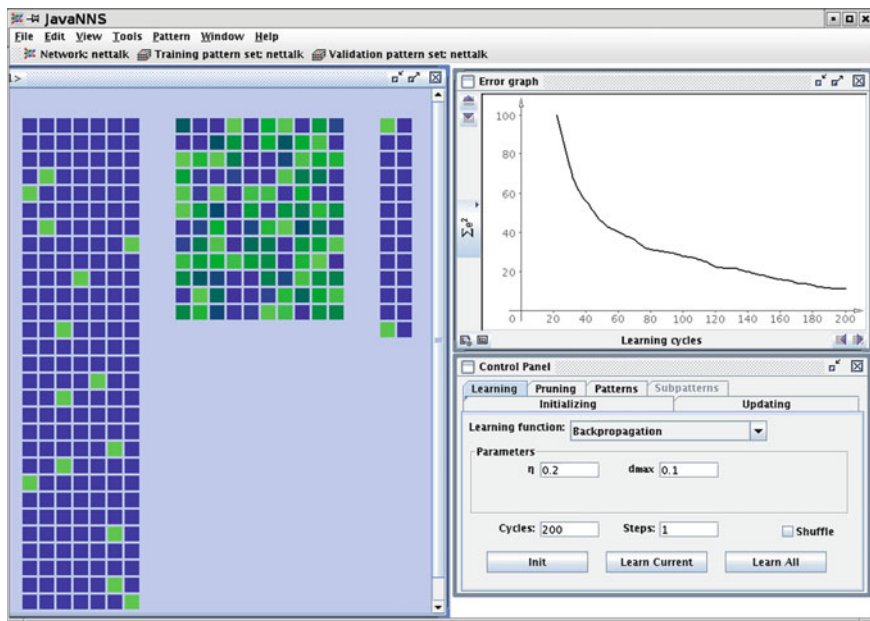 JavaNNS
File Edit View Tools Pattern Window Help
Network: nettalk Training pattern set: nettalk Validation pattern set: nettalk
1>
Error graph
100
80
60
40
20
0
0 20 40 60 80 100 120 140 160 180 200
Σe²
Learning cycles
Control Panel
Learning Pruning Patterns Subpatterns
Initializing Updating
Learning function: Backpropagation
Parameters
η 0.2 dmax 0.1
Cycles: 200 Steps: 1 Shuffle
Init Learn Current Learn All